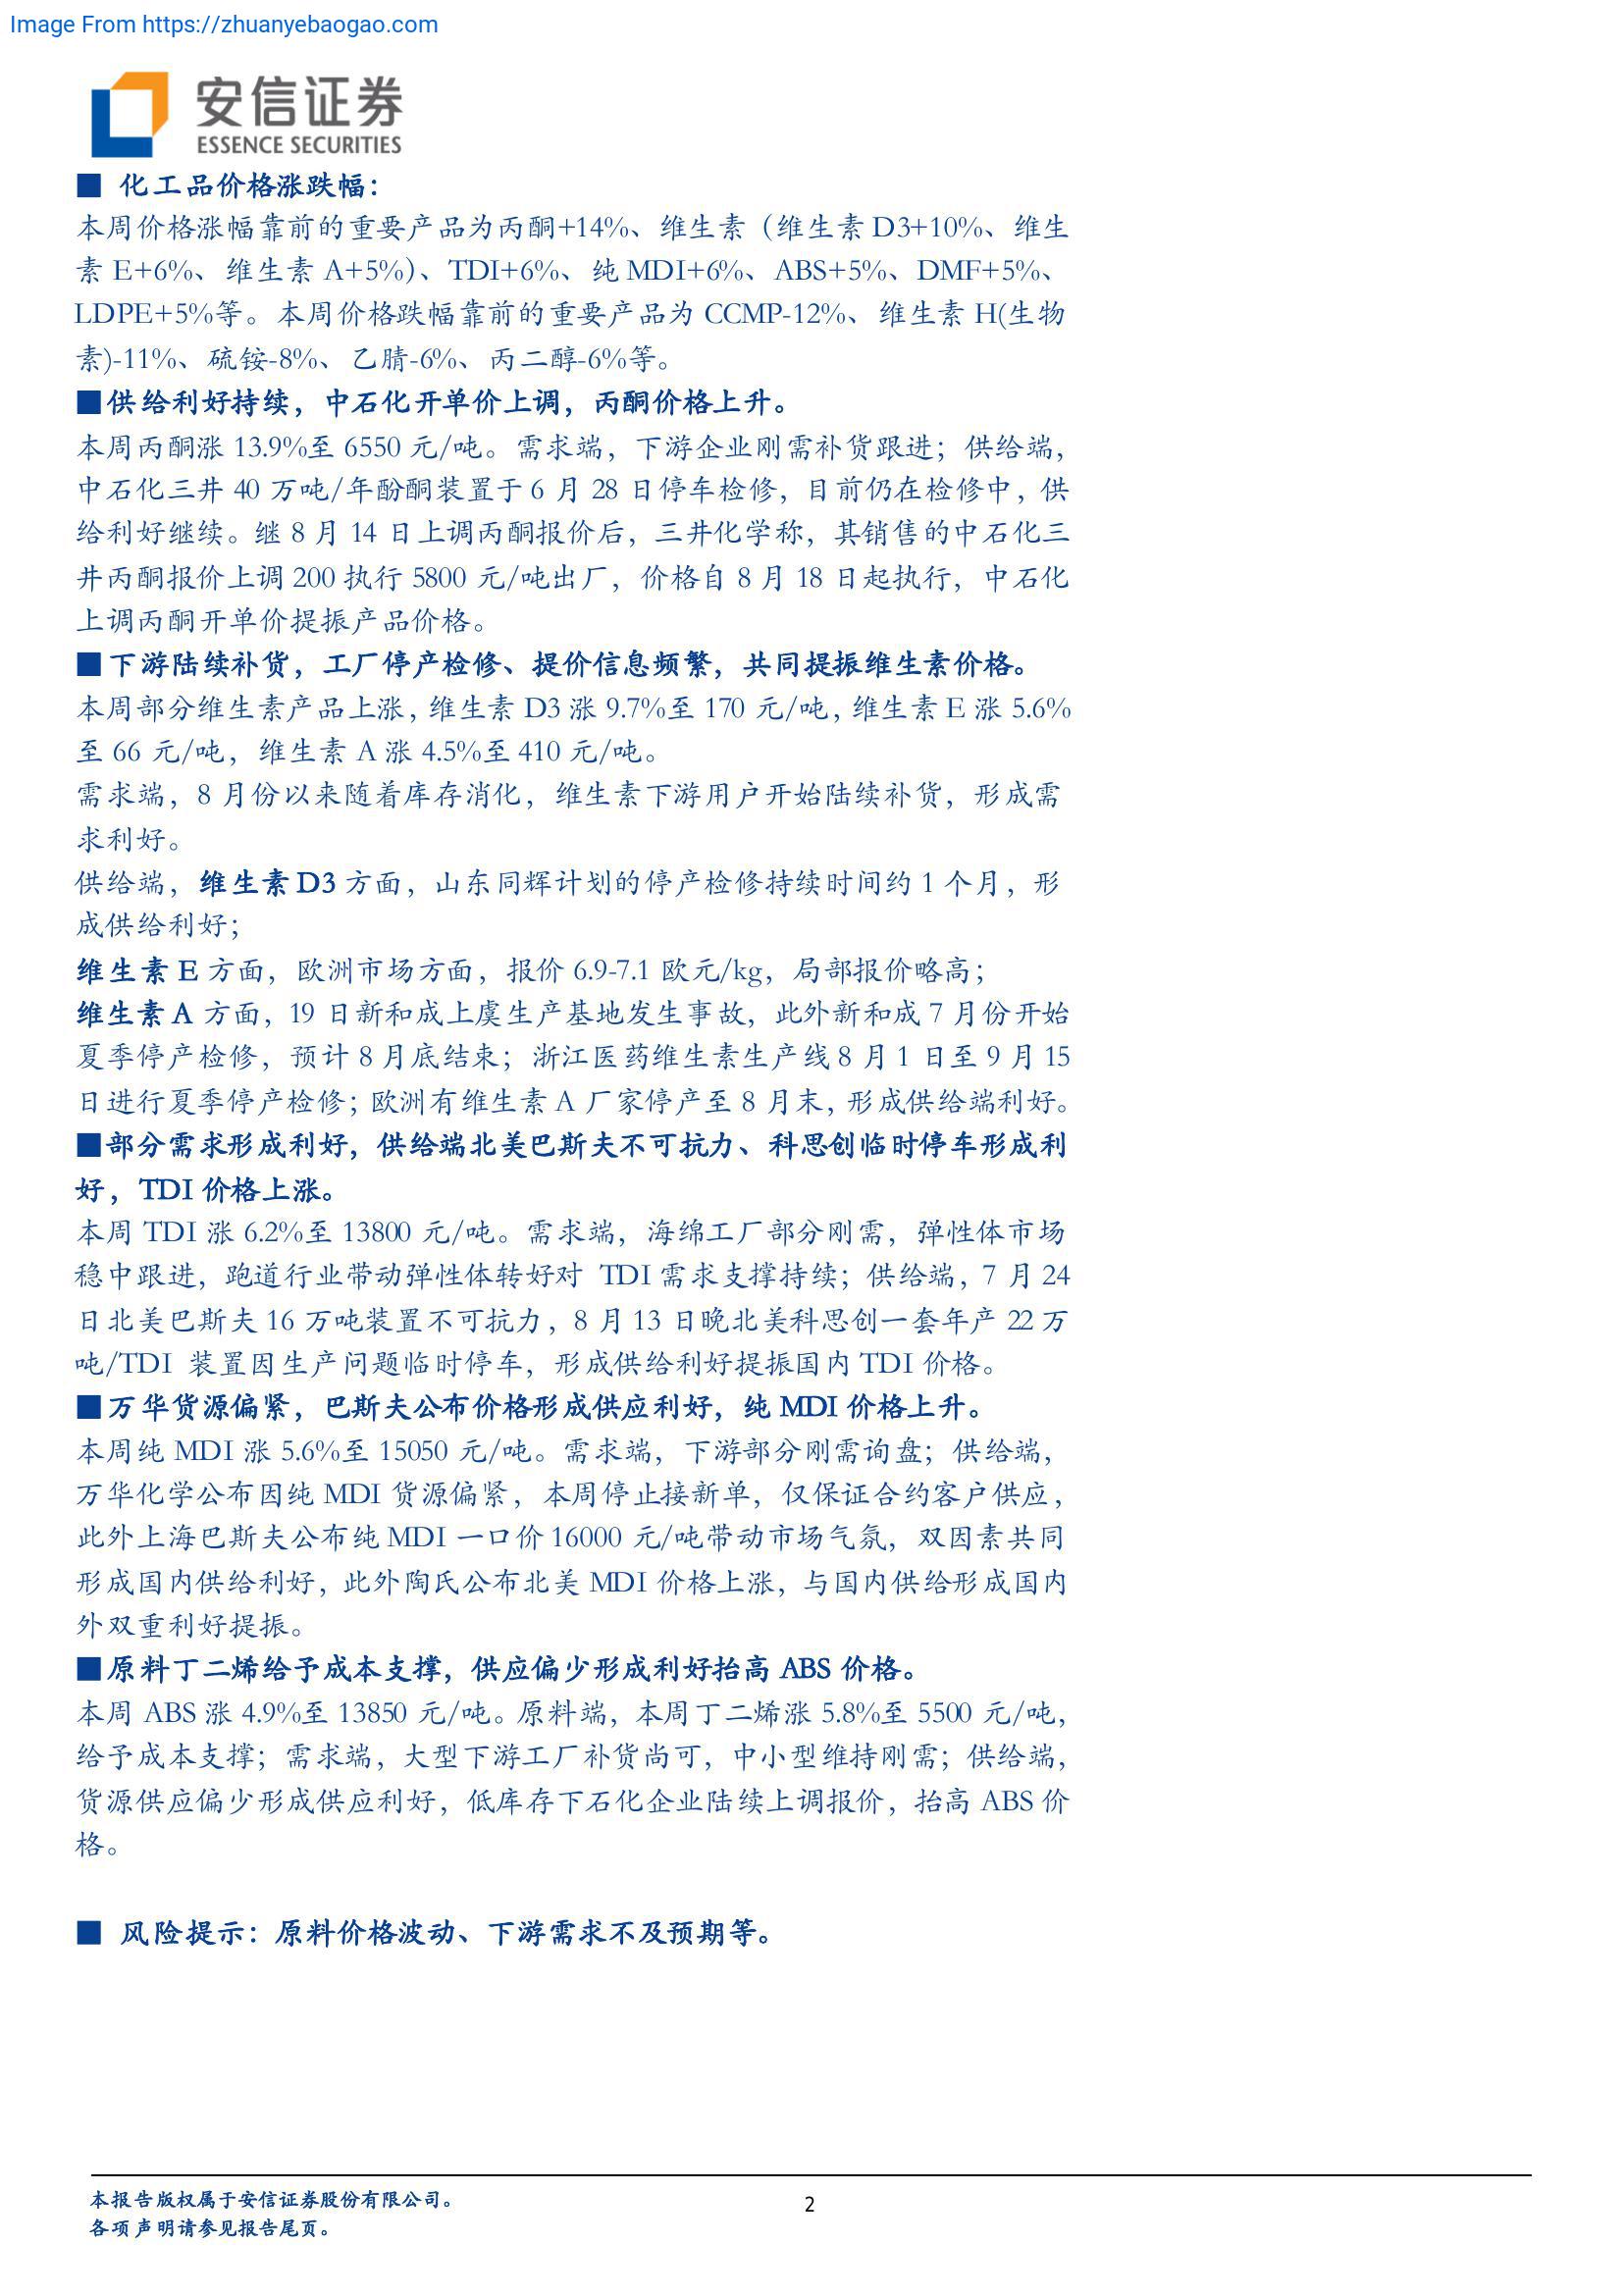 Image From https://zhuanyebaogao.com
安信证券
ESSENCE SECURITIES
■ 化工品价格涨跌幅：
本周价格涨幅靠前的重要产品为丙酮+14%、维生素（维生素 D3+10%、维生
素 E+6%、维生素 A+5%）、TDI+6%、纯 MDI+6%、ABS+5%、DMF+5%、
LDPE+5%等。本周价格跌幅靠前的重要产品为 CCMP-12%、维生素 H(生物
素)-11%、硫铵-8%、乙腈-6%、丙二醇-6%等。
■供给利好持续，中石化开单价上调，丙酮价格上升。
本周丙酮涨 13.9%至 6550 元/吨。需求端，下游企业刚需补货跟进；供给端，
中石化三井 40 万吨/年酚酮装置于 6 月 28 日停车检修，目前仍在检修中，供
给利好继续。继 8 月 14 日上调丙酮报价后，三井化学称，其销售的中石化三
井丙酮报价上调 200 执行 5800 元/吨出厂，价格自 8 月 18 日起执行，中石化
上调丙酮开单价提振产品价格。
■下游陆续补货，工厂停产检修、提价信息频繁，共同提振维生素价格。
本周部分维生素产品上涨，维生素 D3 涨 9.7%至 170 元/吨，维生素 E 涨 5.6%
至 66 元/吨，维生素 A 涨 4.5%至 410 元/吨。
需求端，8 月份以来随着库存消化，维生素下游用户开始陆续补货，形成需
求利好。
供给端，维生素 D3 方面，山东同辉计划的停产检修持续时间约 1 个月，形
成供给利好；
维生素 E 方面，欧洲市场方面，报价 6.9-7.1 欧元/kg，局部报价略高；
维生素 A 方面，19 日新和成上虞生产基地发生事故，此外新和成 7 月份开始
夏季停产检修，预计 8 月底结束；浙江医药维生素生产线 8 月 1 日至 9 月 15
日进行夏季停产检修；欧洲有维生素 A 厂家停产至 8 月末，形成供给端利好。
■部分需求形成利好，供给端北美巴斯夫不可抗力、科思创临时停车形成利
好，TDI 价格上涨。
本周 TDI 涨 6.2%至 13800 元/吨。需求端，海绵工厂部分刚需，弹性体市场
稳中跟进，跑道行业带动弹性体转好对 TDI 需求支撑持续；供给端，7 月 24
日北美巴斯夫 16 万吨装置不可抗力，8 月 13 日晚北美科思创一套年产 22 万
吨/TDI 装置因生产问题临时停车，形成供给利好提振国内 TDI 价格。
■万华货源偏紧，巴斯夫公布价格形成供应利好，纯 MDI 价格上升。
本周纯 MDI 涨 5.6%至 15050 元/吨。需求端，下游部分刚需询盘；供给端，
万华化学公布因纯 MDI 货源偏紧，本周停止接新单，仅保证合约客户供应，
此外上海巴斯夫公布纯 MDI 一口价 16000 元/吨带动市场气氛，双因素共同
形成国内供给利好，此外陶氏公布北美 MDI 价格上涨，与国内供给形成国内
外双重利好提振。
■原料丁二烯给予成本支撑，供应偏少形成利好抬高 ABS 价格。
本周 ABS 涨 4.9%至 13850 元/吨。原料端，本周丁二烯涨 5.8%至 5500 元/吨，
给予成本支撑；需求端，大型下游工厂补货尚可，中小型维持刚需；供给端，
货源供应偏少形成供应利好，低库存下石化企业陆续上调报价，抬高 ABS 价
格。
■ 风险提示：原料价格波动、下游需求不及预期等。
本报告版权属于安信证券股份有限公司。
2
各项声明请参见报告尾页。